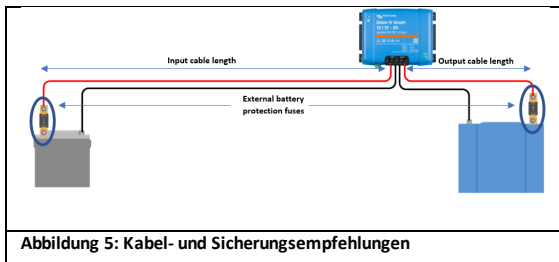 Input cable length
Output cable length
External battery
protection fuses
Abbildung 5: Kabel- und Sicherungsempfehlungen